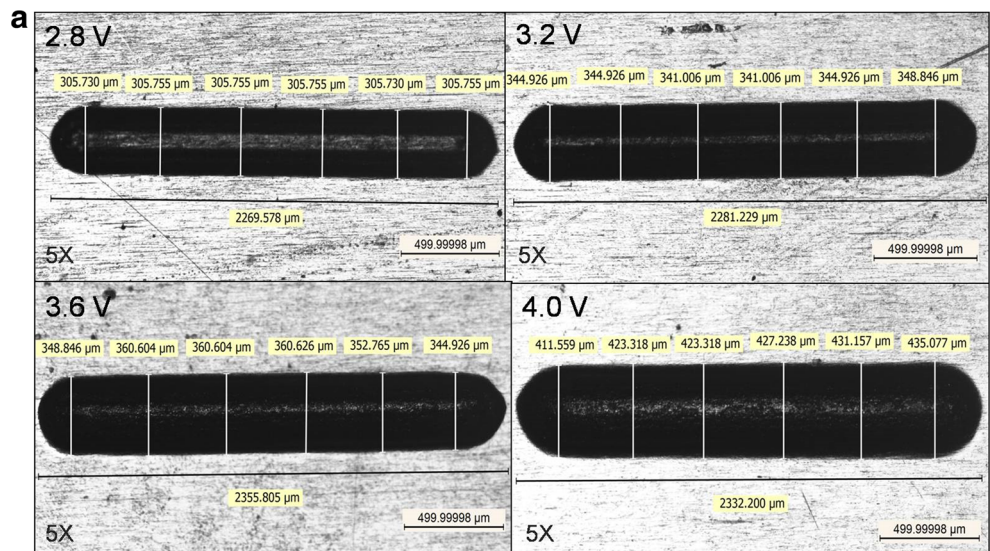 a
2.8 V
305.730 µm 305.755 µm 305.755 µm 305.755 µm 305.730 µm 305.755 µm
2269.578 µm
499.99998 µm
5X
3.2 V
344.926 µm 344.926 µm 341.006 µm 341.006 µm 344.926 µm 348.846 µm
2281.229 µm
499.99998 µm
5X
3.6 V
348.846 µm 360.604 µm 360.604 µm 360.626 µm 352.765 µm 344.926 µm
2355.805 µm
499.99998 µm
5X
4.0 V
411.559 µm 423.318 µm 423.318 µm 427.238 µm 431.157 µm 435.077 µm
2332.200 µm
499.99998 µm
5X